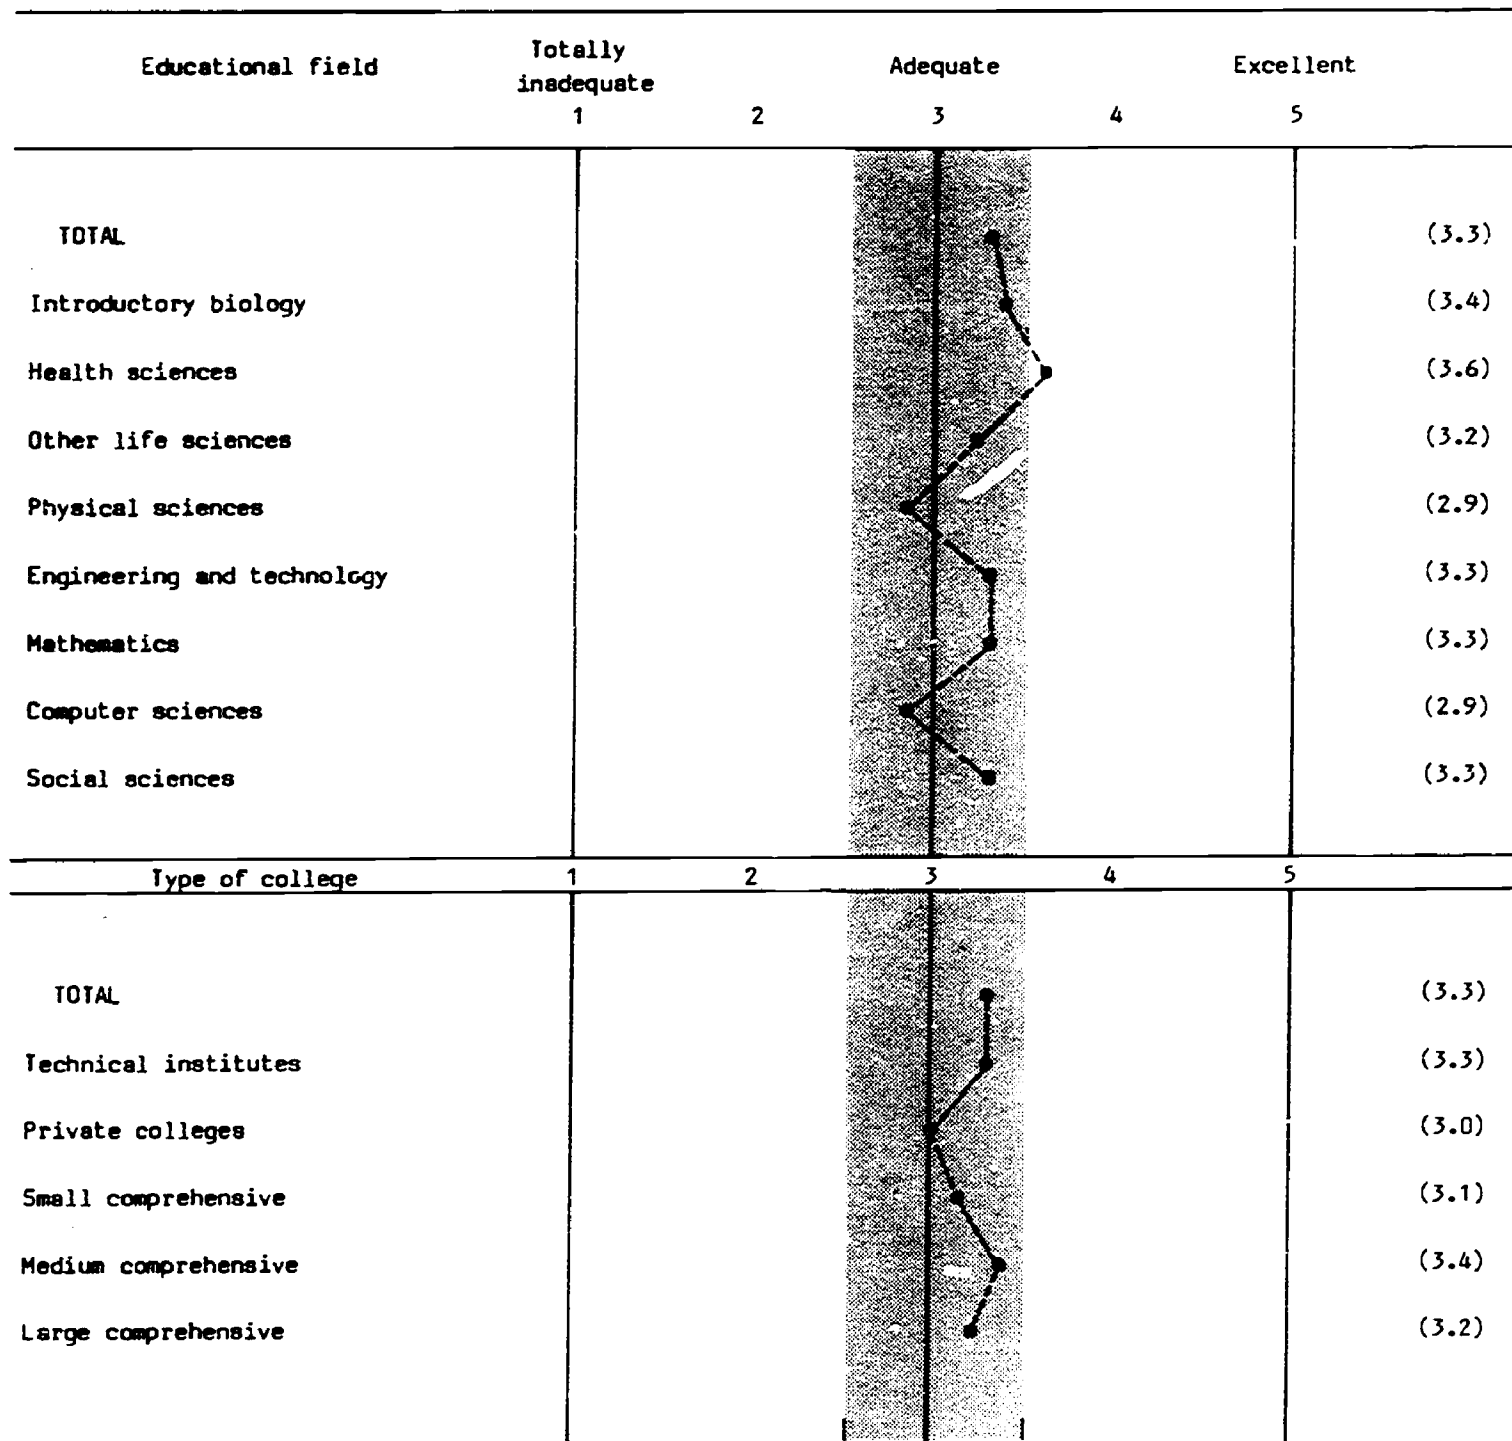 Educational field Totally inadequate Adequate Excellent
1 2 3 4 5
TOTAL (3.3)
Introductory biology (3.4)
Health sciences (3.6)
Other life sciences (3.2)
Physical sciences (2.9)
Engineering and technology (3.3)
Mathematics (3.3)
Computer sciences (2.9)
Social sciences (3.3)
Type of college 1 2 3 4 5
TOTAL (3.3)
Technical institutes (3.3)
Private colleges (3.0)
Small comprehensive (3.1)
Medium comprehensive (3.4)
Large comprehensive (3.2)